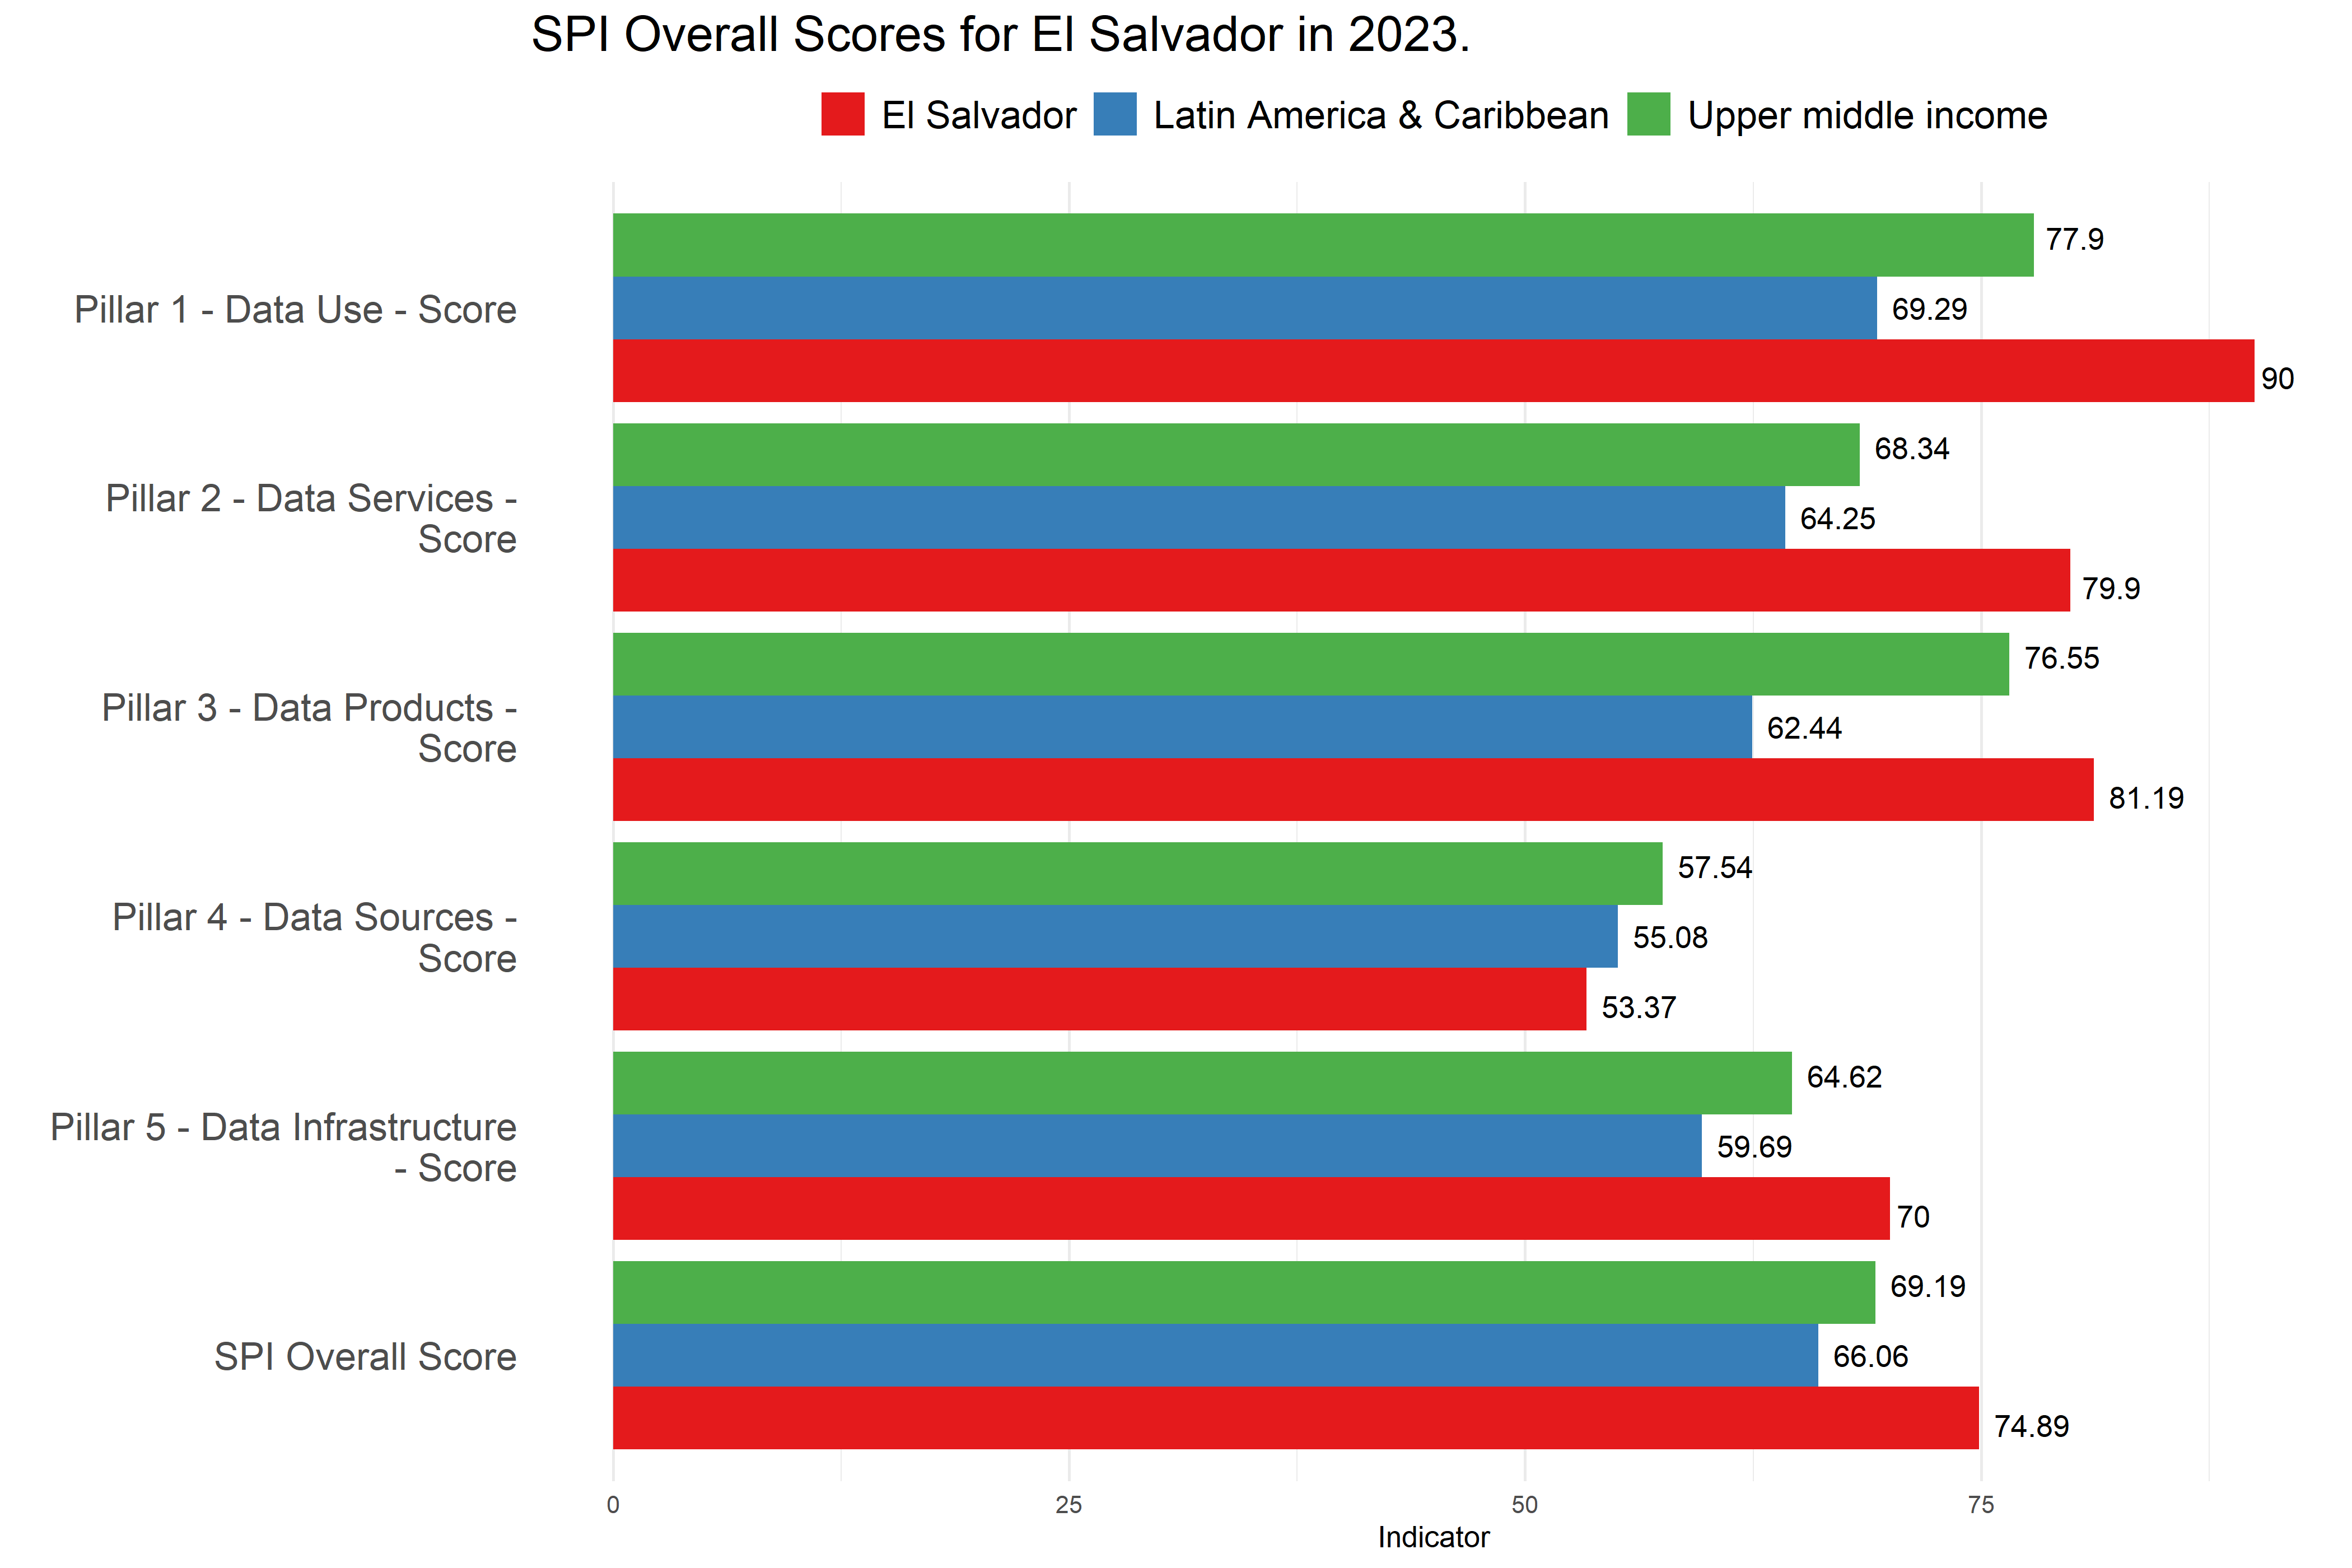 SPI Overall Scores for El Salvador in 2023.
El Salvador Latin America & Caribbean Upper middle income
Pillar 1 - Data Use - Score
77.9
69.29
90
Pillar 2 - Data Services -
Score
68.34
64.25
79.9
Pillar 3 - Data Products -
Score
76.55
62.44
81.19
Pillar 4 - Data Sources -
Score
57.54
55.08
53.37
Pillar 5 - Data Infrastructure
- Score
64.62
59.69
70
SPI Overall Score
69.19
66.06
74.89
0 25 50 75
Indicator